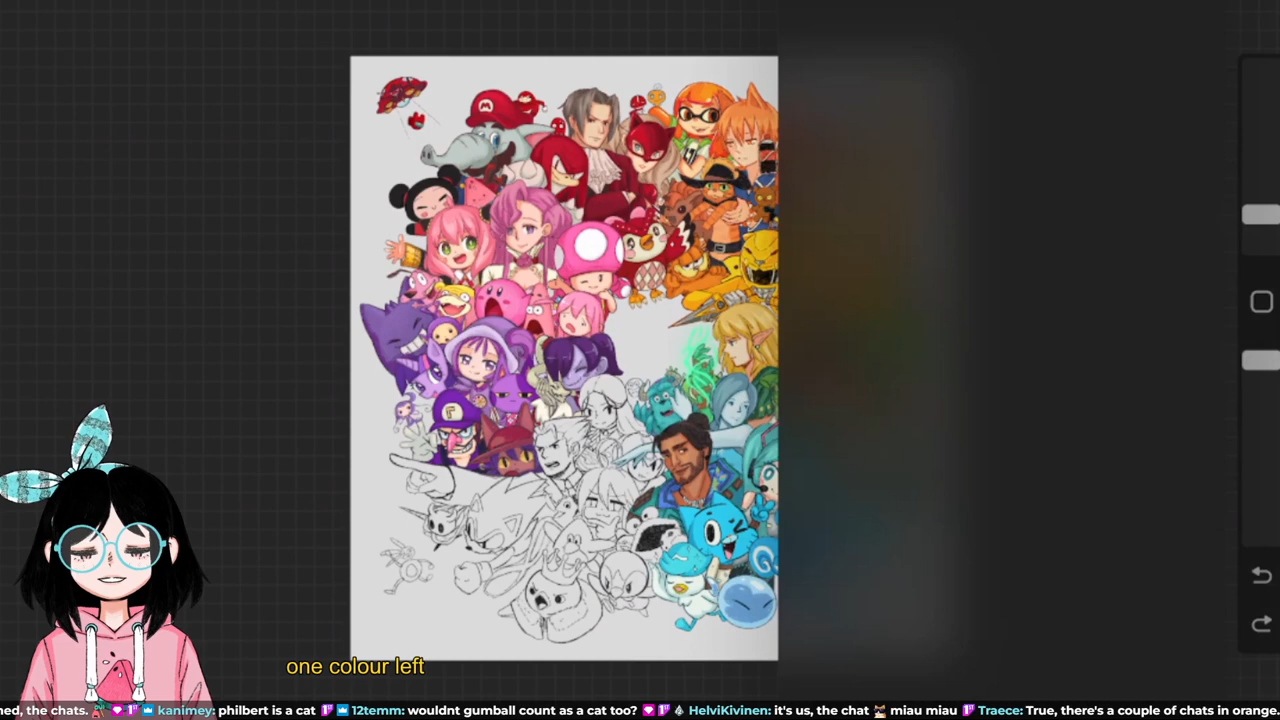 one colour left
ned, the chats. kanimey: philbert is a cat 12temm: wouldnt gumball count as a cat too? HelviKivinen: it's us, the chat miau miau Traece: True, there's a couple of chats in orange.